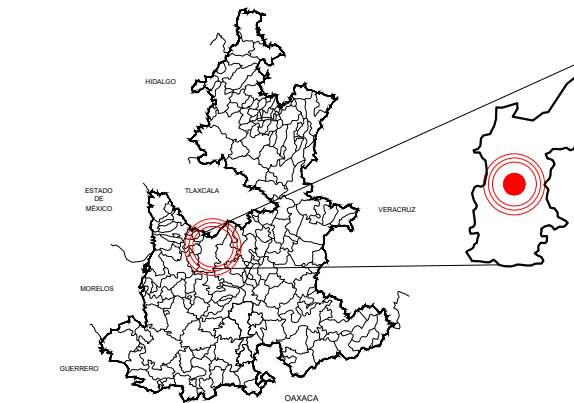 HIDALGO
TLAXCALA
ESTADO
DE
MÉXICO
VERACRUZ
MORELOS
GUERRERO
OAXACA